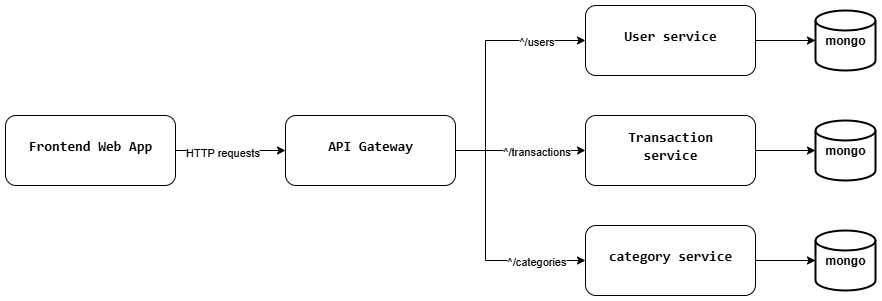 ^/users
User service
mongo
Frontend Web App
HTTP requests
API Gateway
^/transactions
Transaction
service
mongo
^/categories
category service
mongo